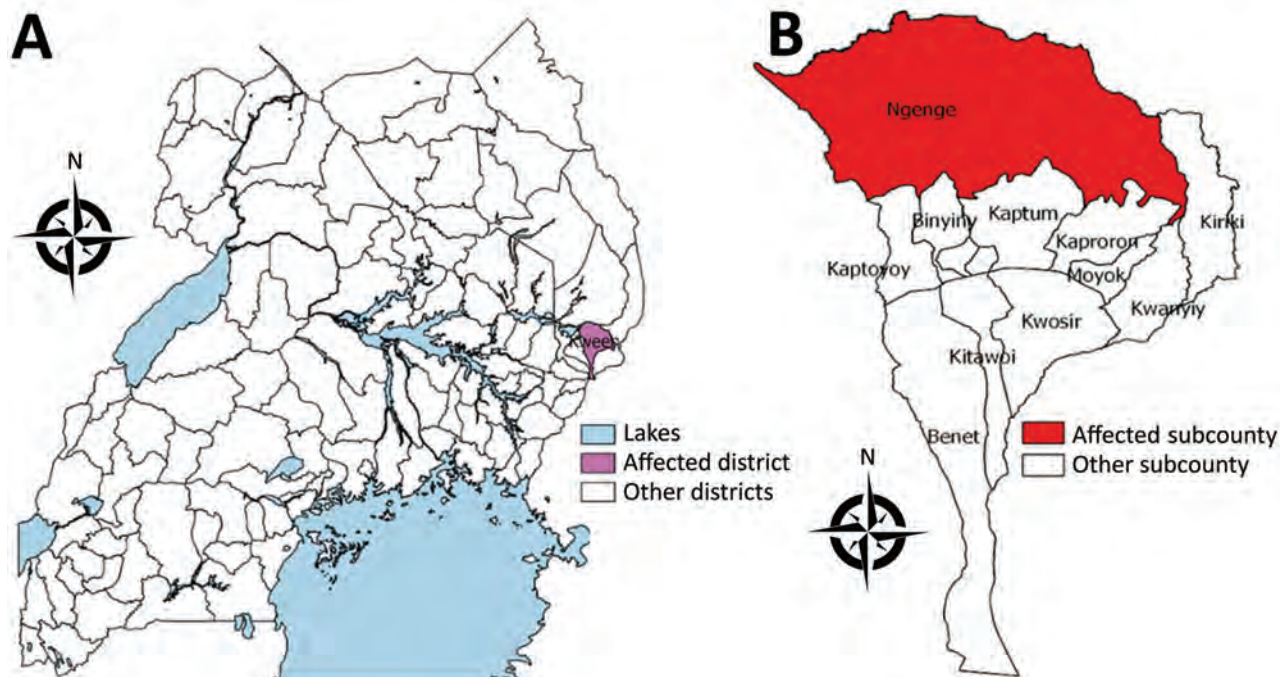 A
N
Kween
Lakes
Affected district
Other districts
B
Ngenge
Binyiny
Kaptum
Kiriki
Kaproron
Kaptoyoy
Moyok
Kwanyiy
Kwosir
Kitawoi
Benet
N
Affected subcounty
Other subcounty